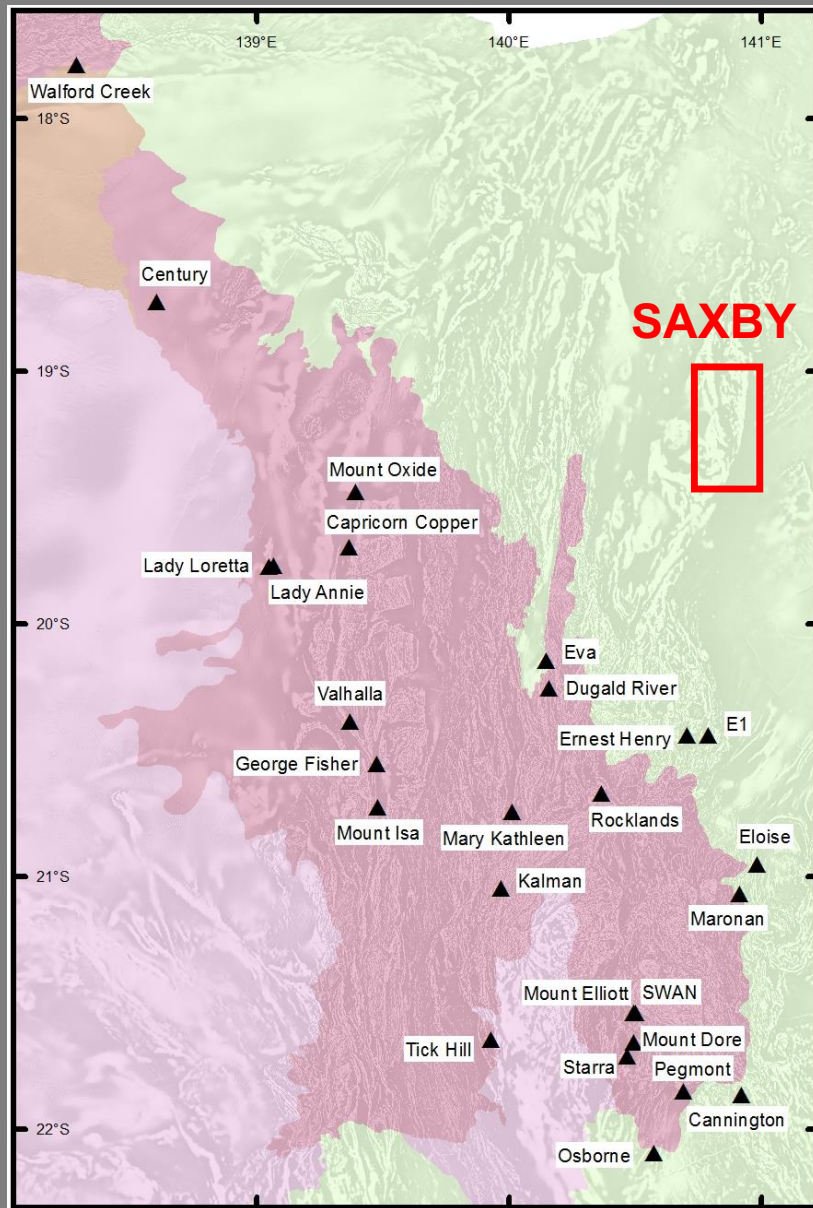 139°E
140°E
141°E
Walford Creek
18°S
Century
SAXBY
19°S
Mount Oxide
Capricorn Copper
Lady Loretta
Lady Annie
20°S
Eva
Dugald River
Valhalla
Ernest Henry
E1
George Fisher
Mount Isa
Mary Kathleen
Rocklands
Eloise
21°S
Kalman
Maronan
Mount Elliott
SWAN
Tick Hill
Mount Dore
Starra
Pegmont
Cannington
22°S
Osborne